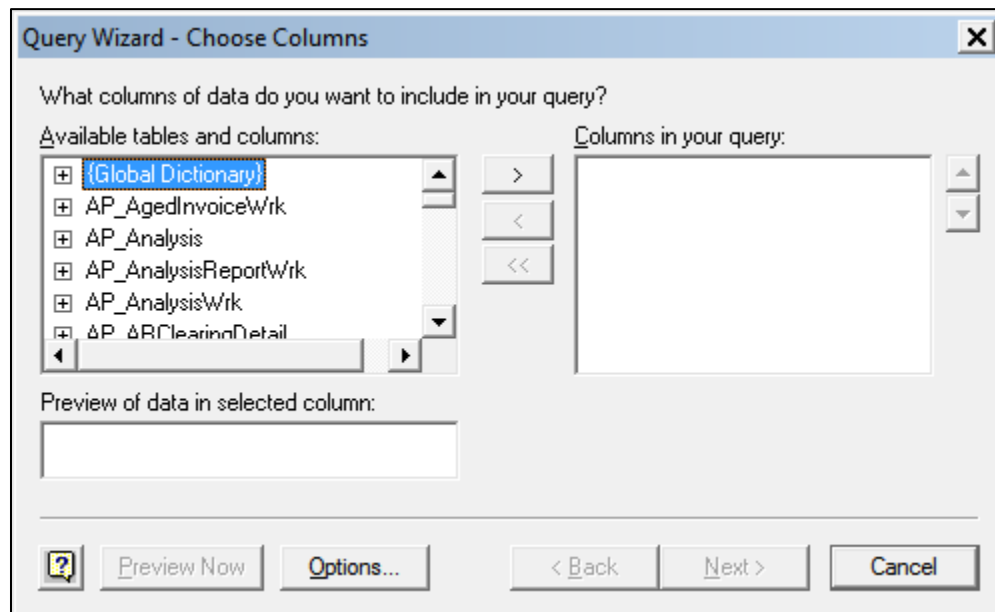 Query Wizard - Choose Columns
What columns of data do you want to include in your query?
Available tables and columns:
Columns in your query:
{Global Dictionary}
>
AP_AgedInvoiceWrk
AP_Analysis
<
AP_AnalysisReportWrk
<<
AP_AnalysisWrk
AP_ARClearingDetail
Preview of data in selected column:
Preview Now
Options...
< Back
Next >
Cancel